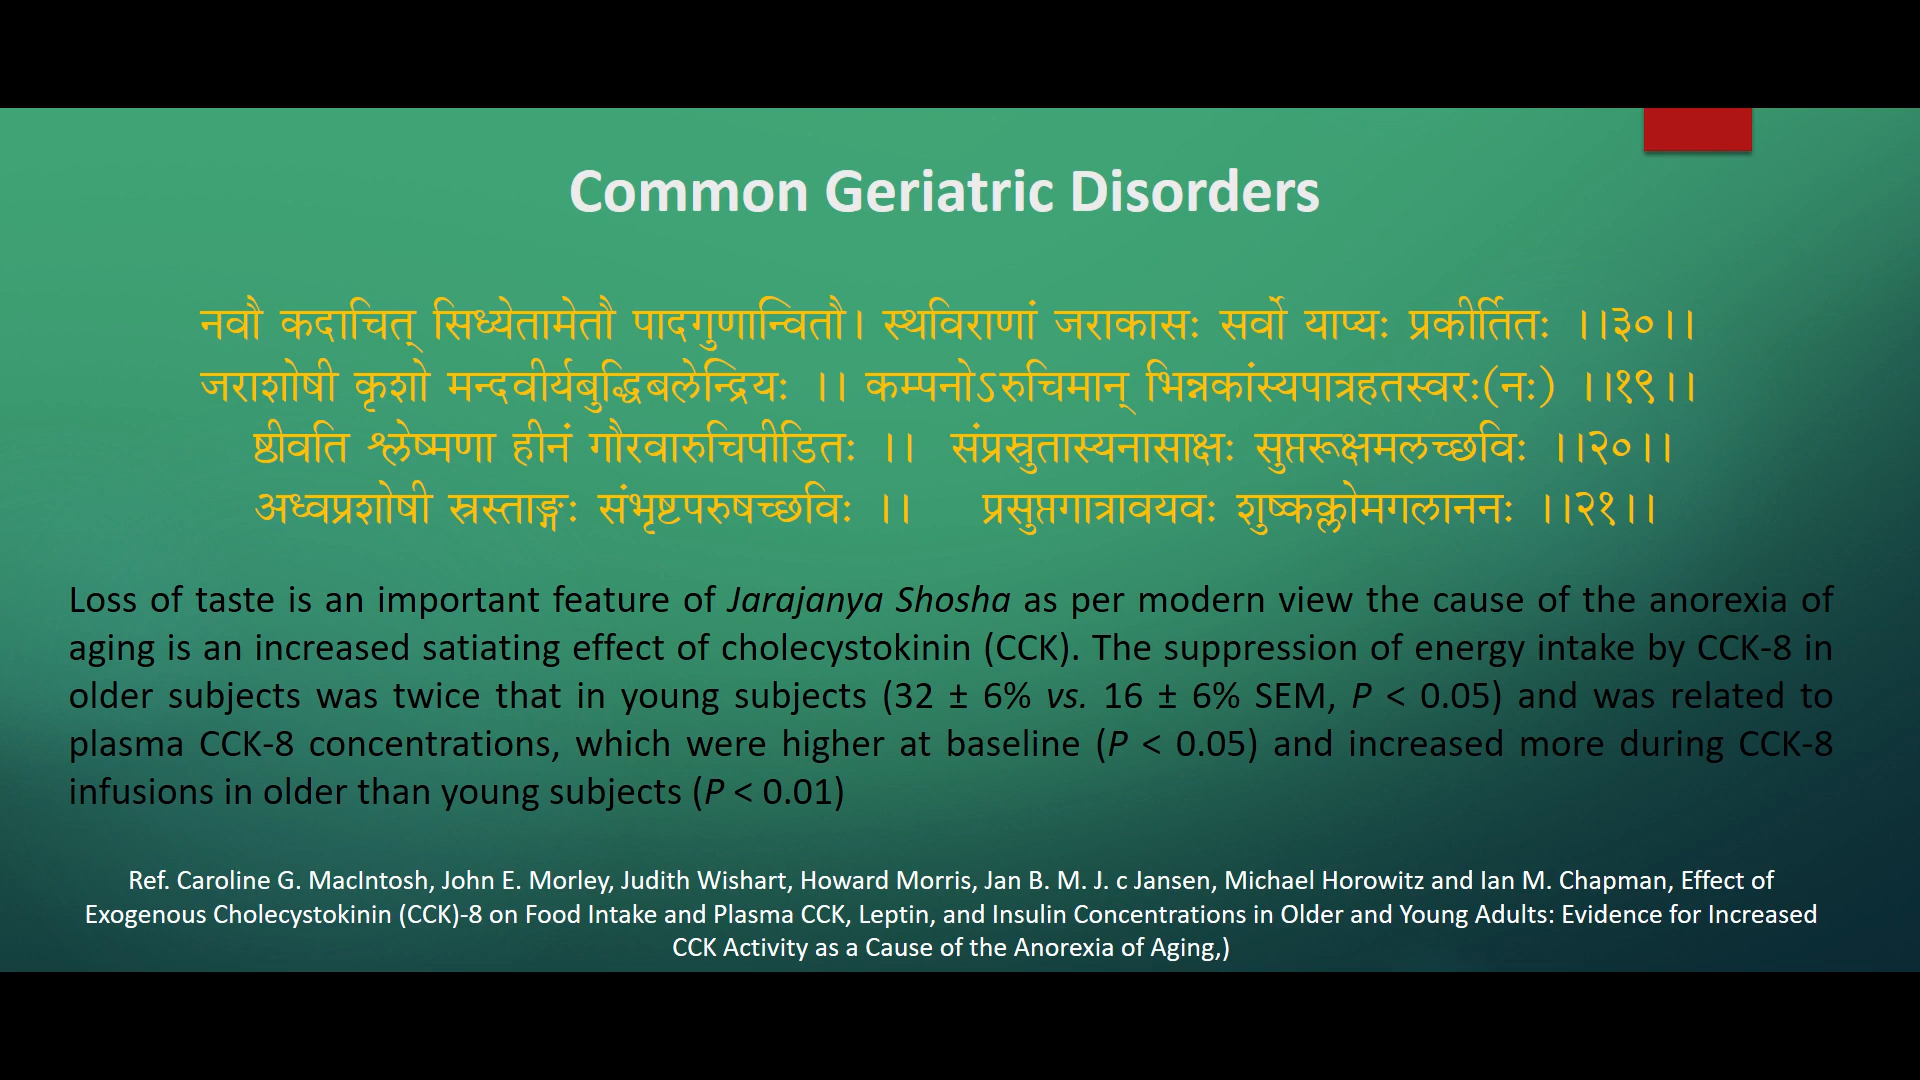 Common Geriatric Disorders
नवौ कदाचित् सिध्येतामेतौ पादगुणान्वितौ। स्थविराणां जराकासः सर्वो याप्यः प्रकीर्तितः ।।३०।।
जराशोषी कृशो मन्दवीर्यबुद्धिबलेन्द्रियः ।। कम्पनोऽरुचिमान् भिन्नकांस्यपात्रहतस्वरः(नः) ।।१९।।
ष्ठीवति श्लेष्मणा हीनं गौरवारुचिपीडितः ।। संप्रस्रुतास्यनासाक्षः सुप्तरूक्षमलच्छविः ।।२०।।
अध्वप्रशोषी स्रस्ताङ्गः संभृष्टपरुषच्छविः ।। प्रसुप्तगात्रावयवः शुष्कक्लोमगलाननः ।।२१।।
Loss of taste is an important feature of Jarajanya Shosha as per modern view the cause of the anorexia of
aging is an increased satiating effect of cholecystokinin (CCK). The suppression of energy intake by CCK-8 in
older subjects was twice that in young subjects (32 ± 6% vs. 16 ± 6% SEM, P < 0.05) and was related to
plasma CCK-8 concentrations, which were higher at baseline (P < 0.05) and increased more during CCK-8
infusions in older than young subjects (P < 0.01)
Ref. Caroline G. MacIntosh, John E. Morley, Judith Wishart, Howard Morris, Jan B. M. J. c Jansen, Michael Horowitz and Ian M. Chapman, Effect of
Exogenous Cholecystokinin (CCK)-8 on Food Intake and Plasma CCK, Leptin, and Insulin Concentrations in Older and Young Adults: Evidence for Increased
CCK Activity as a Cause of the Anorexia of Aging,)